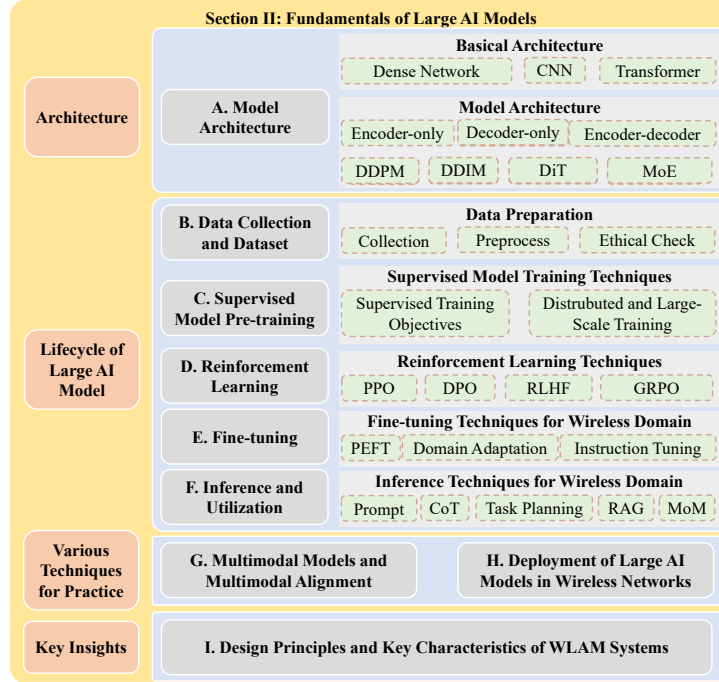 Section II: Fundamentals of Large AI Models
Architecture
A. Model
Architecture
Basical Architecture
Dense Network
CNN
Transformer
Model Architecture
Encoder-only
Decoder-only
Encoder-decoder
DDPM
DDIM
DiT
MoE
Lifecycle of
Large AI
Model
B. Data Collection
and Dataset
Data Preparation
Collection
Preprocess
Ethical Check
C. Supervised
Model Pre-training
Supervised Model Training Techniques
Supervised Training
Objectives
Distrubuted and Large-
Scale Training
D. Reinforcement
Learning
Reinforcement Learning Techniques
PPO
DPO
RLHF
GRPO
E. Fine-tuning
Fine-tuning Techniques for Wireless Domain
PEFT
Domain Adaptation
Instruction Tuning
F. Inference and
Utilization
Inference Techniques for Wireless Domain
Prompt
CoT
Task Planning
RAG
MoM
Various
Techniques
for Practice
G. Multimodal Models and
Multimodal Alignment
H. Deployment of Large AI
Models in Wireless Networks
Key Insights
I. Design Principles and Key Characteristics of WLAM Systems